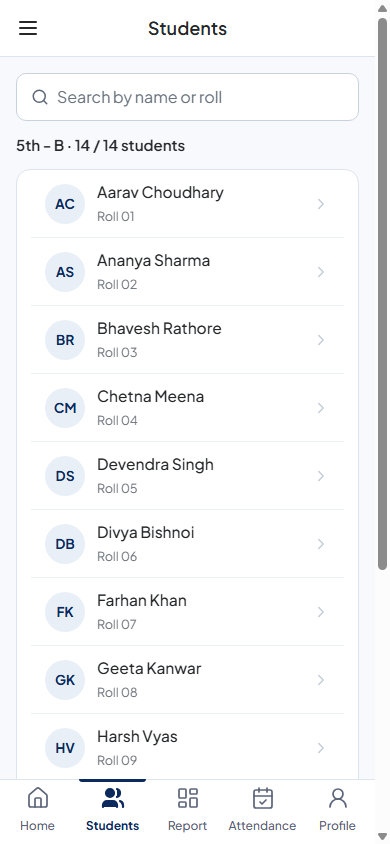 Students
Search by name or roll
5th - B · 14 / 14 students
AC
Aarav Choudhary
Roll 01
AS
Ananya Sharma
Roll 02
BR
Bhavesh Rathore
Roll 03
CM
Chetna Meena
Roll 04
DS
Devendra Singh
Roll 05
DB
Divya Bishnoi
Roll 06
FK
Farhan Khan
Roll 07
GK
Geeta Kanwar
Roll 08
HV
Harsh Vyas
Roll 09
Home
Students
Report
Attendance
Profile